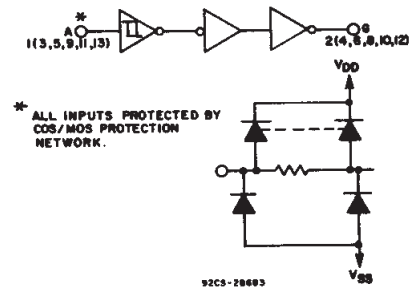 *
A G
1(3,5,9,11,13) 2(4,6,8,10,12)
VDD
* ALL INPUTS PROTECTED BY
COS/MOS PROTECTION
NETWORK.
92CS-28683
VSS